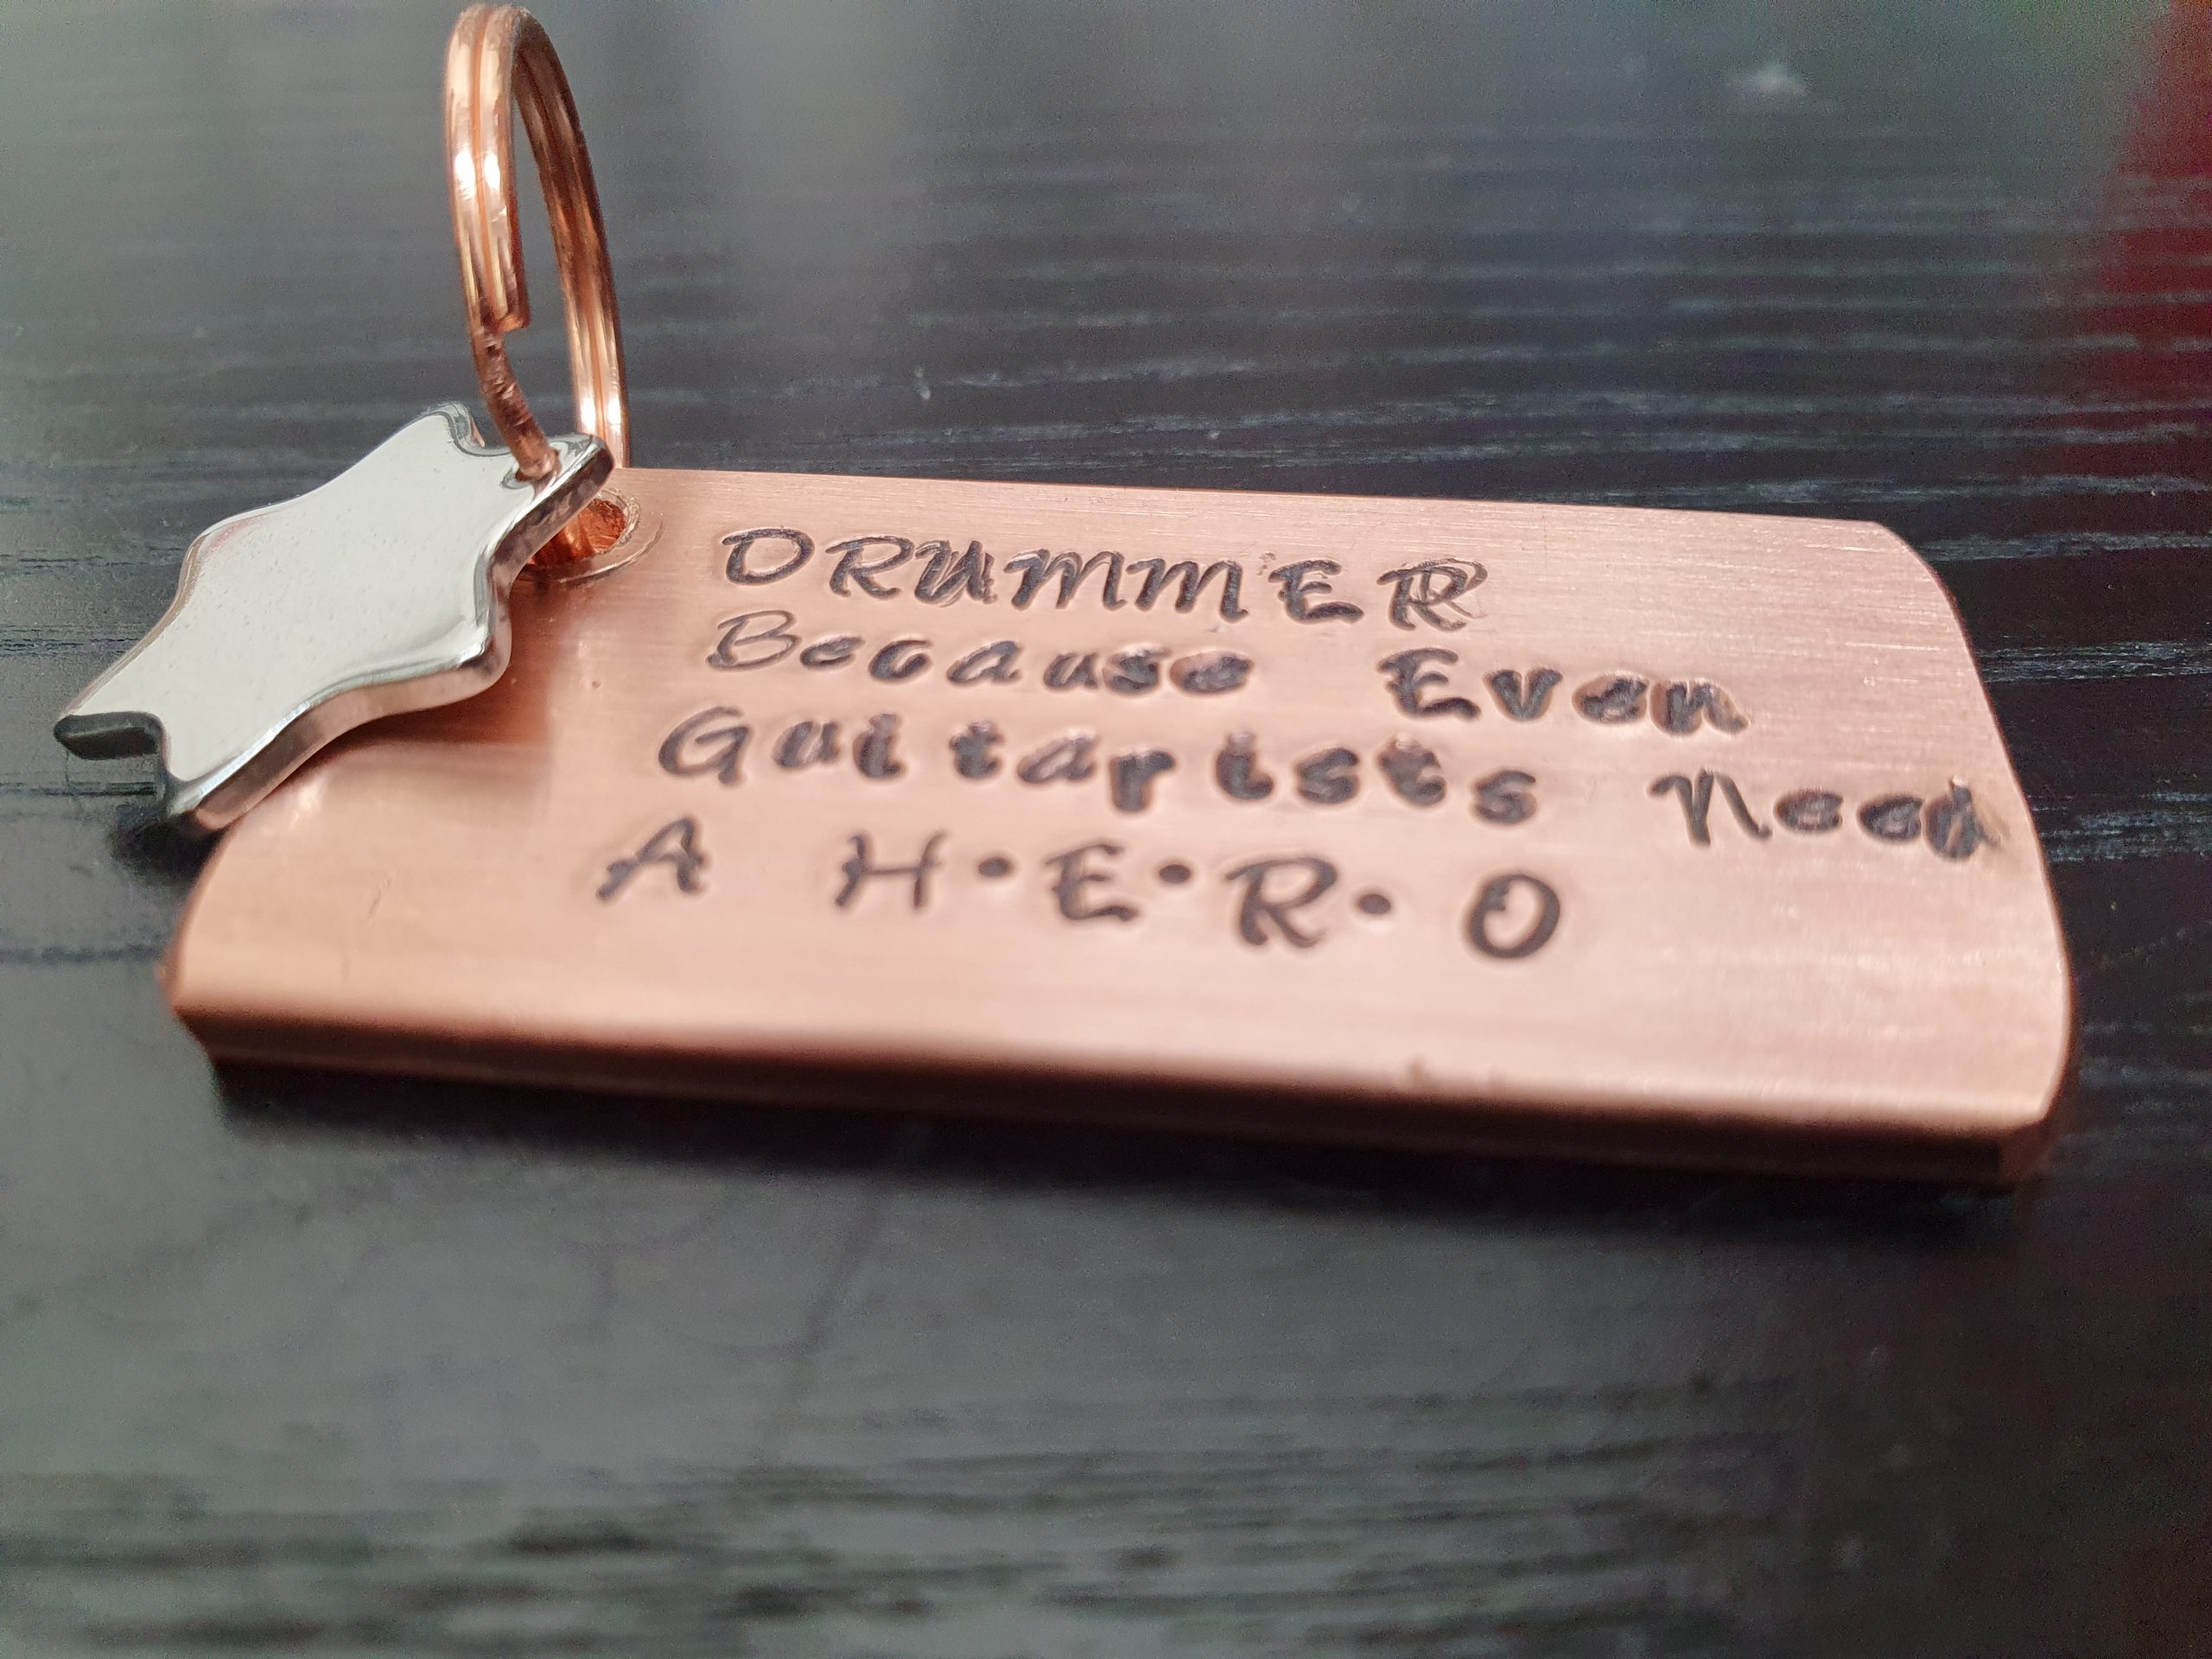 DRUMMER
Because Even
Guitarists Need
A H•E•R•O